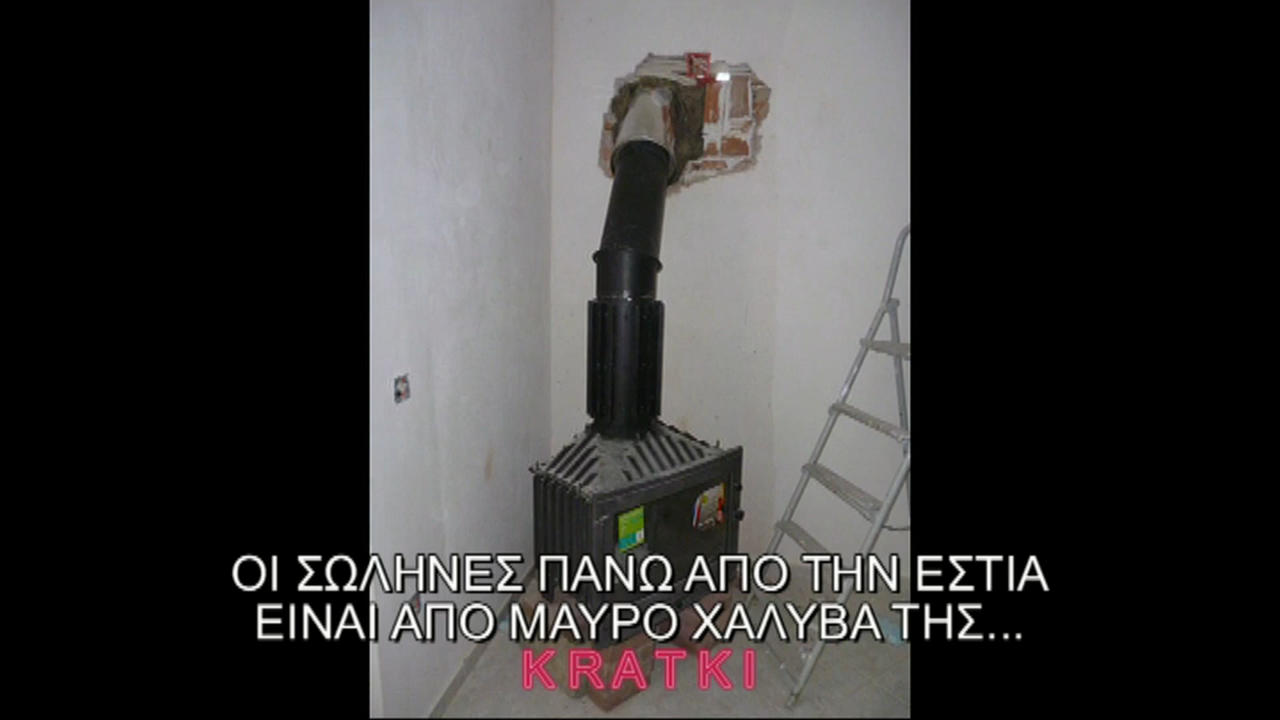 ΟΙ ΣΩΛΗΝΕΣ ΠΑΝΩ ΑΠΟ ΤΗΝ ΕΣΤΙΑ
ΕΙΝΑΙ ΑΠΟ ΜΑΥΡΟ ΧΑΛΥΒΑ ΤΗΣ...
KRATKI